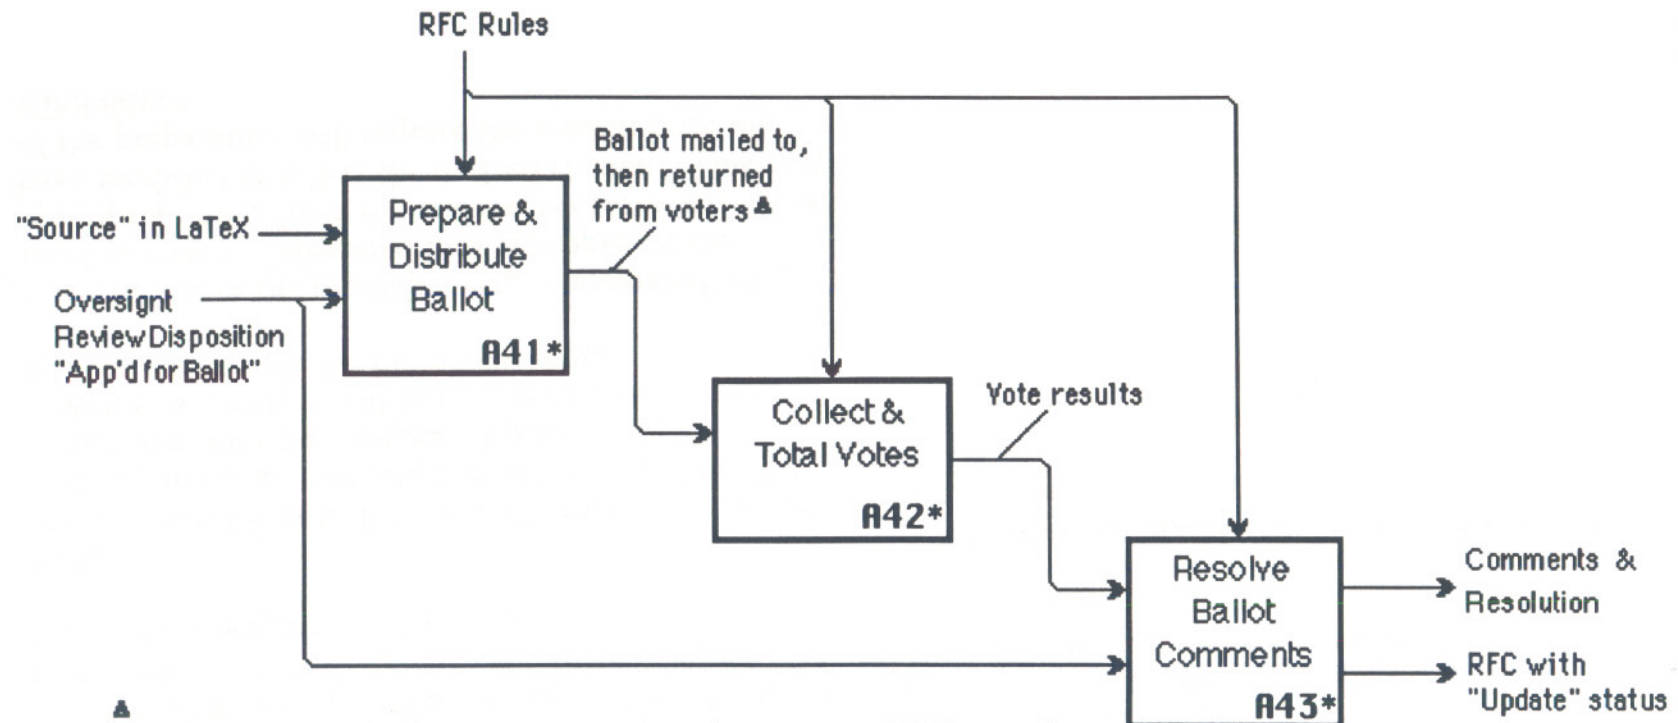 RFC Rules
Ballot mailed to,
then returned
from voters
"Source" in LaTeX
Prepare &
Distribute
Ballot
A41*
Oversignt
Review Disposition
"App'd for Ballot"
Collect &
Total Votes
A42*
Vote results
Resolve
Ballot
Comments
A43*
Comments &
Resolution
RFC with
"Update" status